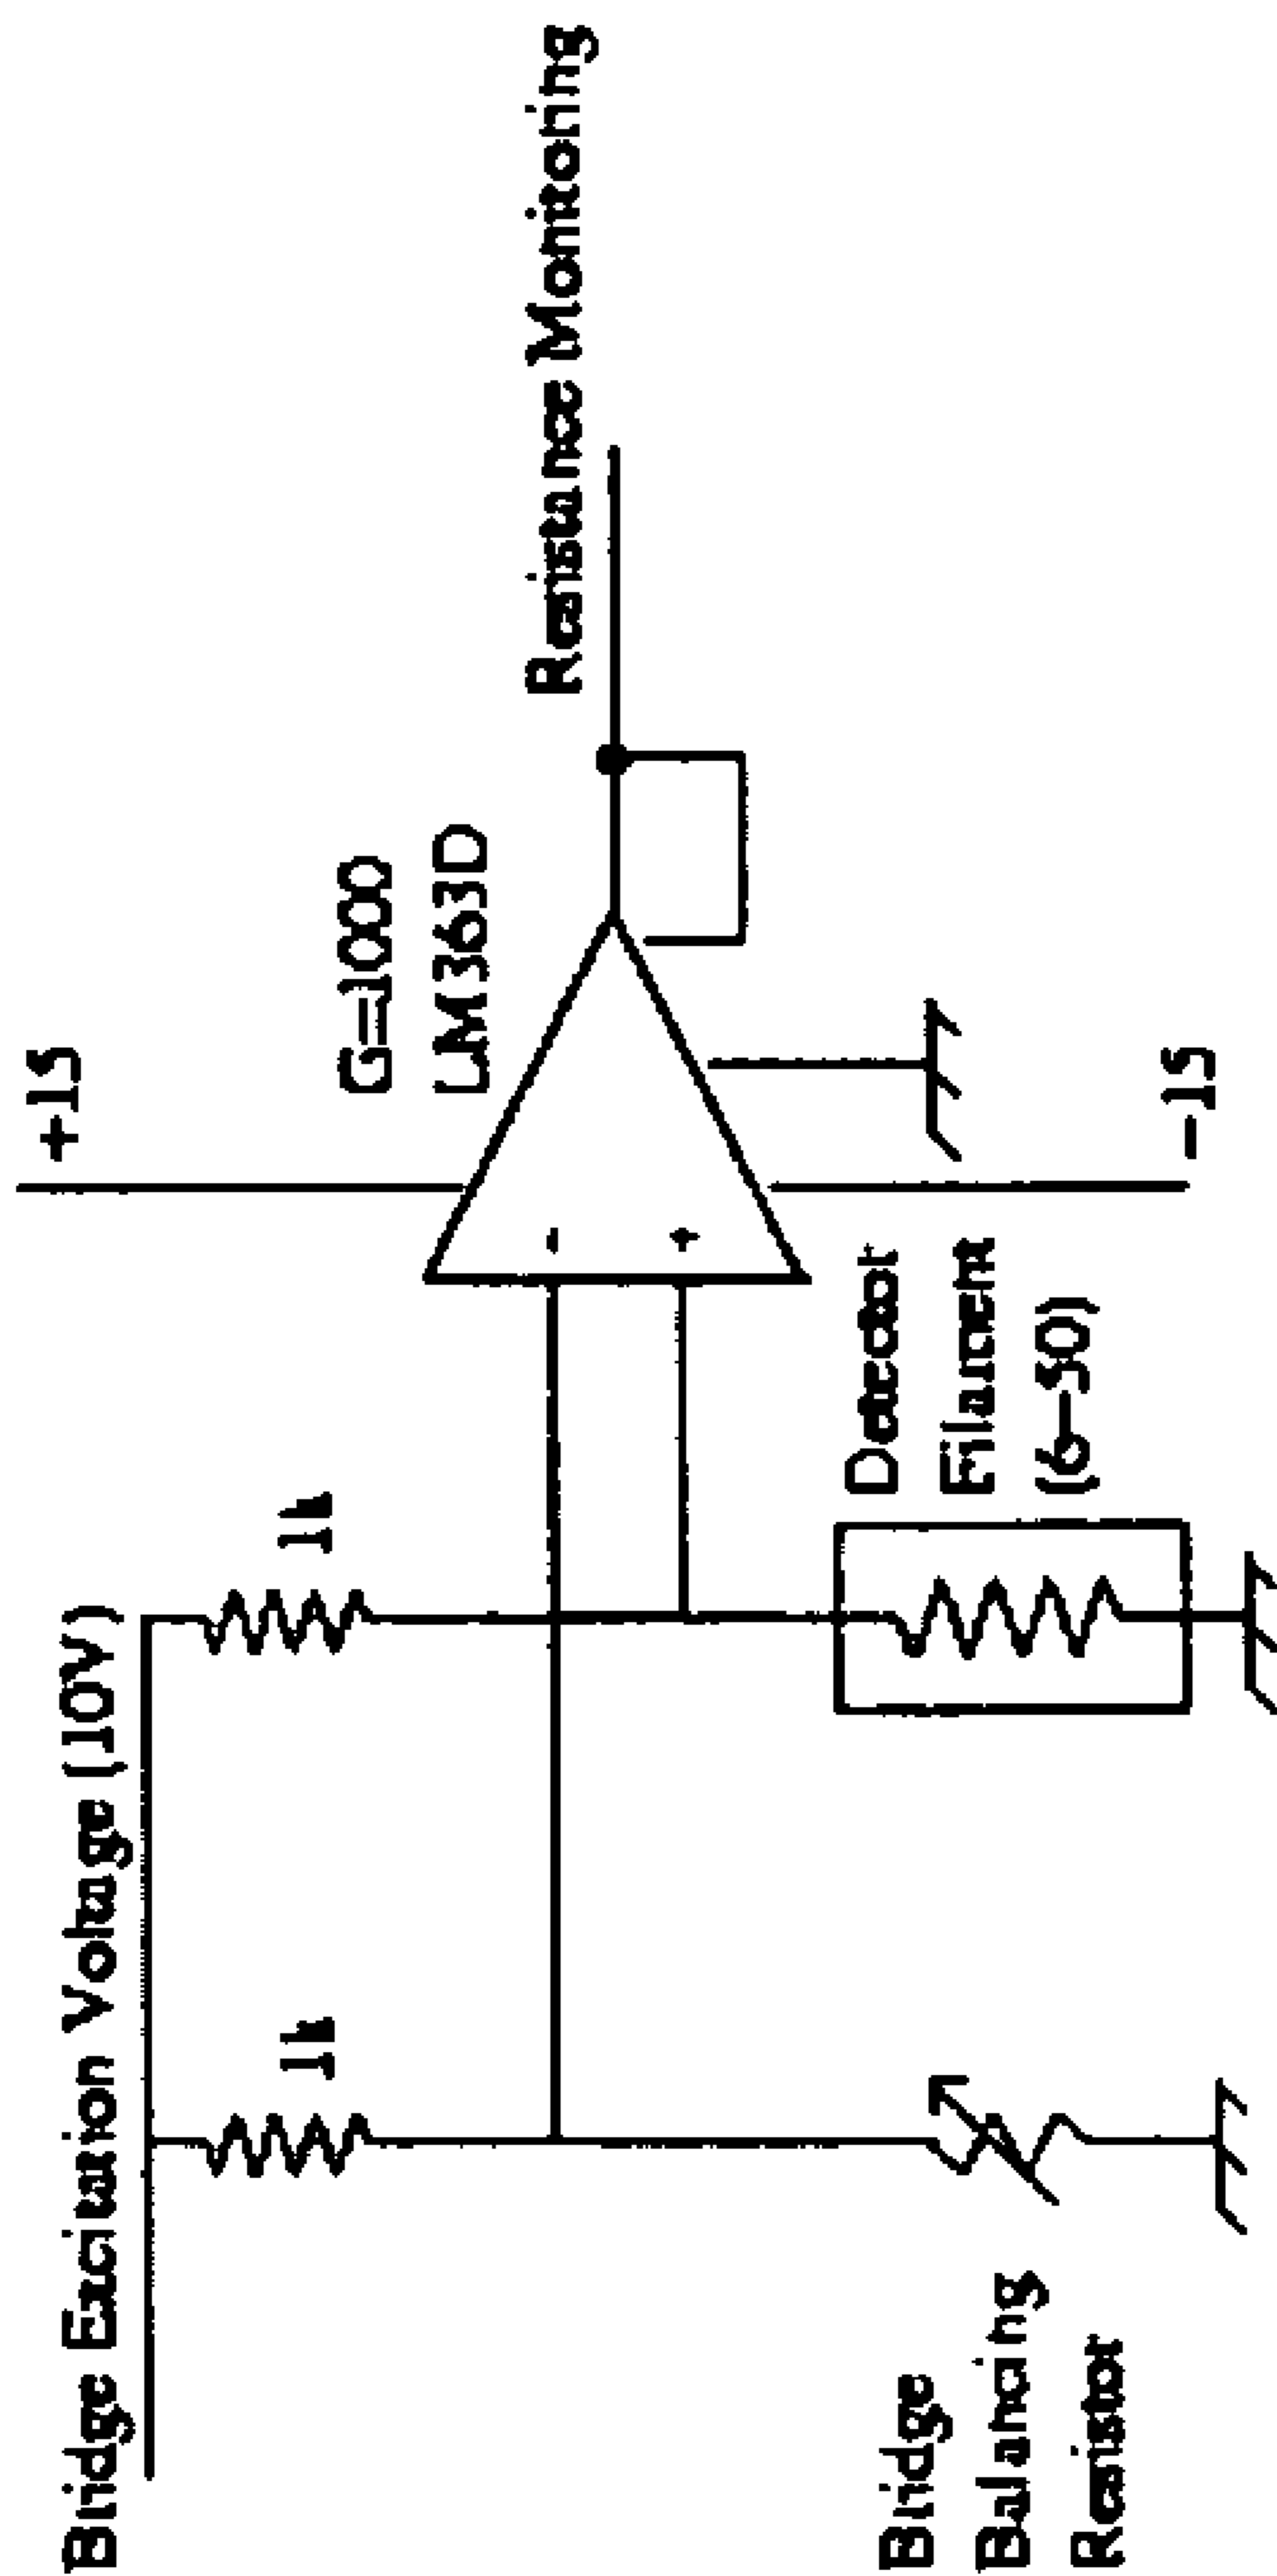 Bridge Excitation Voltage (10V)
1k
1k
+15
G=1000
LM363D
Resistance Monitoring
-
+
-15
Detector
Filament
(6-50)
Bridge
Balancing
Resistor